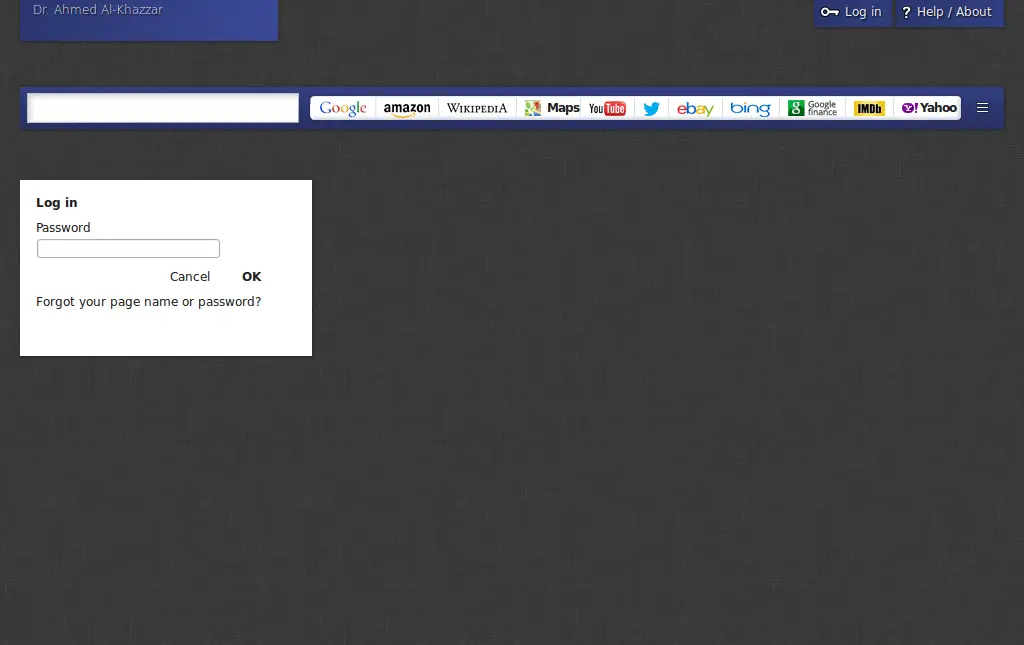 Dr. Ahmed Al-Khazzar
Log in
? Help / About
Google amazon WIKIPEDIA Maps YouTube ebay bing g Google finance IMDb Y! Yahoo
Log in
Password
Cancel OK
Forgot your page name or password?